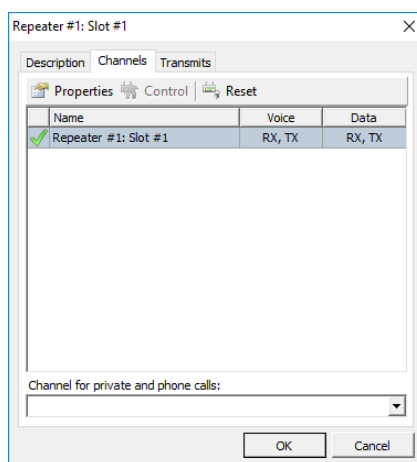 Repeater #1: Slot #1
Description Channels Transmits
Properties Control Reset
Name Voice Data
Repeater #1: Slot #1 RX, TX RX, TX
Channel for private and phone calls:
OK Cancel